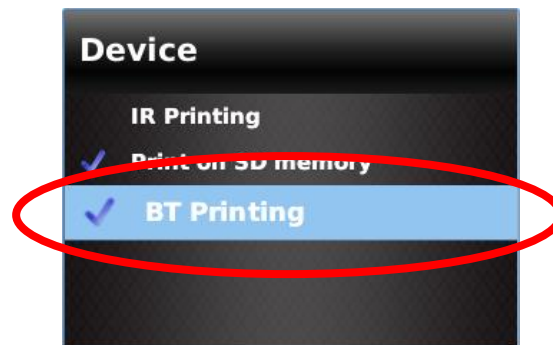 Device
IR Printing
Print on SD memory
BT Printing